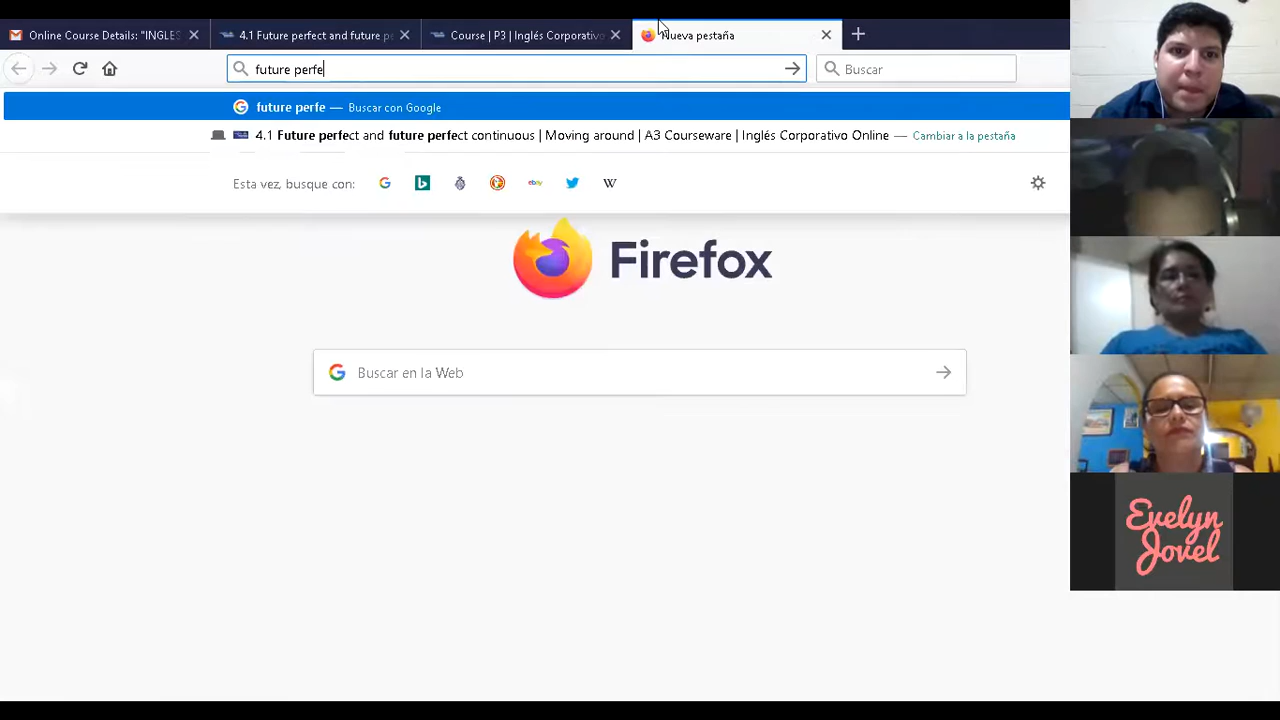 Online Course Details: "INGLES
4.1 Future perfect and future pe
Course | P3 | Inglés Corporativo
Nueva pestaña
future perfe
Buscar
future perfe — Buscar con Google
4.1 Future perfect and future perfect continuous | Moving around | A3 Courseware | Inglés Corporativo Online — Cambiar a la pestaña
Esta vez, busque con:
W
Firefox
Buscar en la Web
Evelyn
Jovel